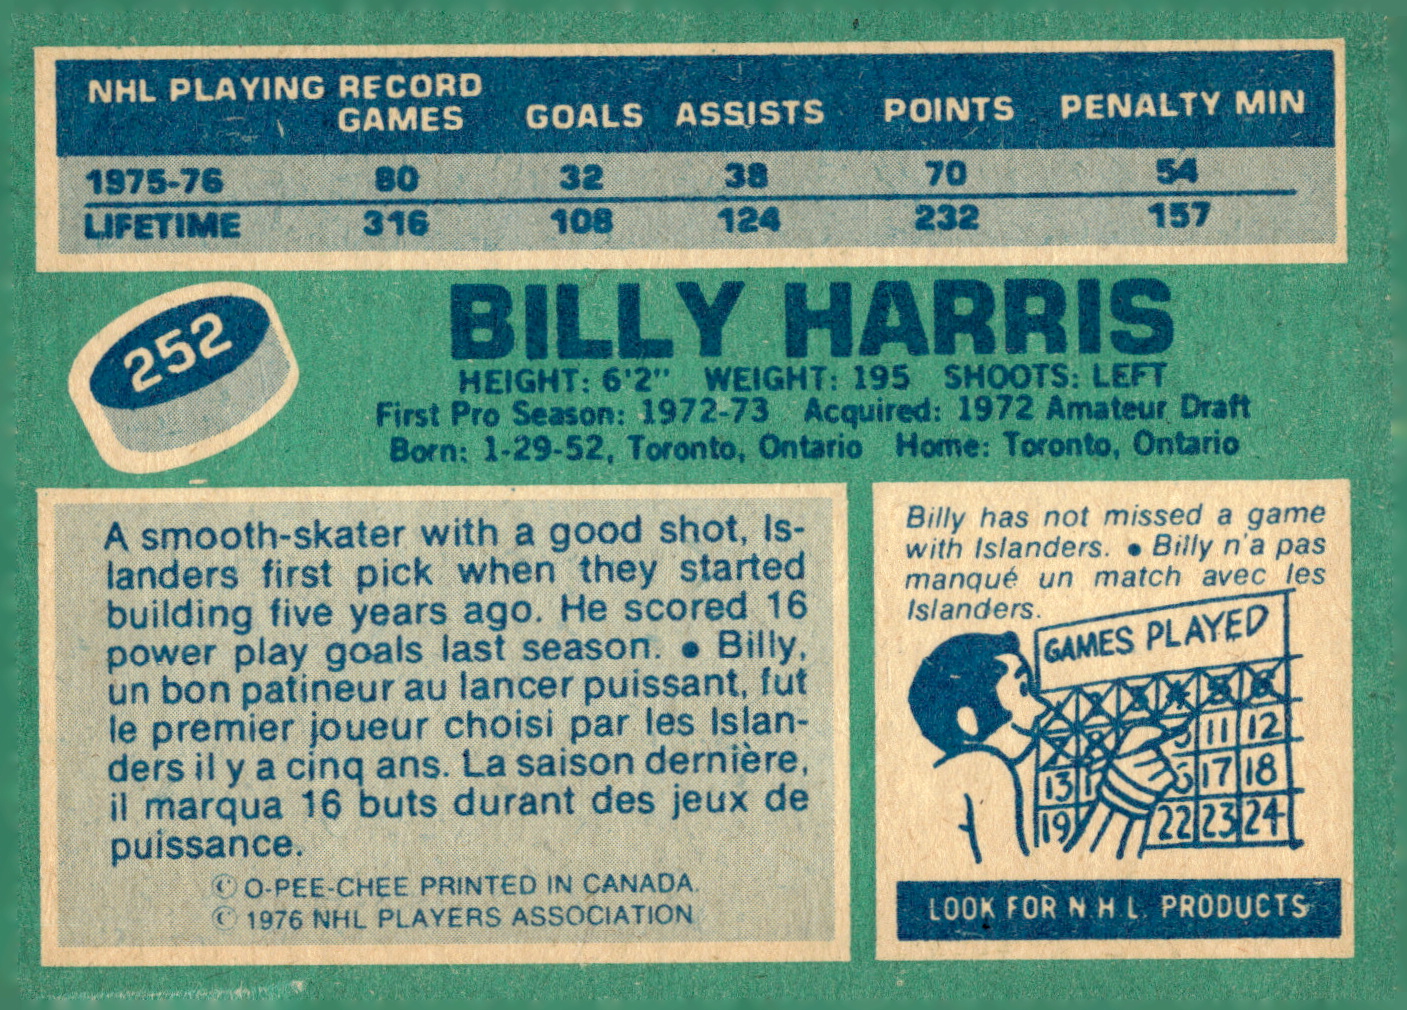 NHL PLAYING RECORD
GAMES GOALS ASSISTS POINTS PENALTY MIN
1975-76 80 32 38 70 54
LIFETIME 316 108 124 232 157
252
BILLY HARRIS
HEIGHT: 6'2" WEIGHT: 195 SHOOTS: LEFT
First Pro Season: 1972-73 Acquired: 1972 Amateur Draft
Born: 1-29-52, Toronto, Ontario Home: Toronto, Ontario
A smooth-skater with a good shot, Is-
landers first pick when they started
building five years ago. He scored 16
power play goals last season. • Billy,
un bon patineur au lancer puissant, fut
le premier joueur choisi par les Islan-
ders il y a cinq ans. La saison dernière,
il marqua 16 buts durant des jeux de
puissance.
© O-PEE-CHEE PRINTED IN CANADA.
© 1976 NHL PLAYERS ASSOCIATION
Billy has not missed a game
with Islanders. • Billy n'a pas
manqué un match avec les
Islanders.
GAMES PLAYED
11 12
13 17 18
19 22 23 24
LOOK FOR N H L PRODUCTS